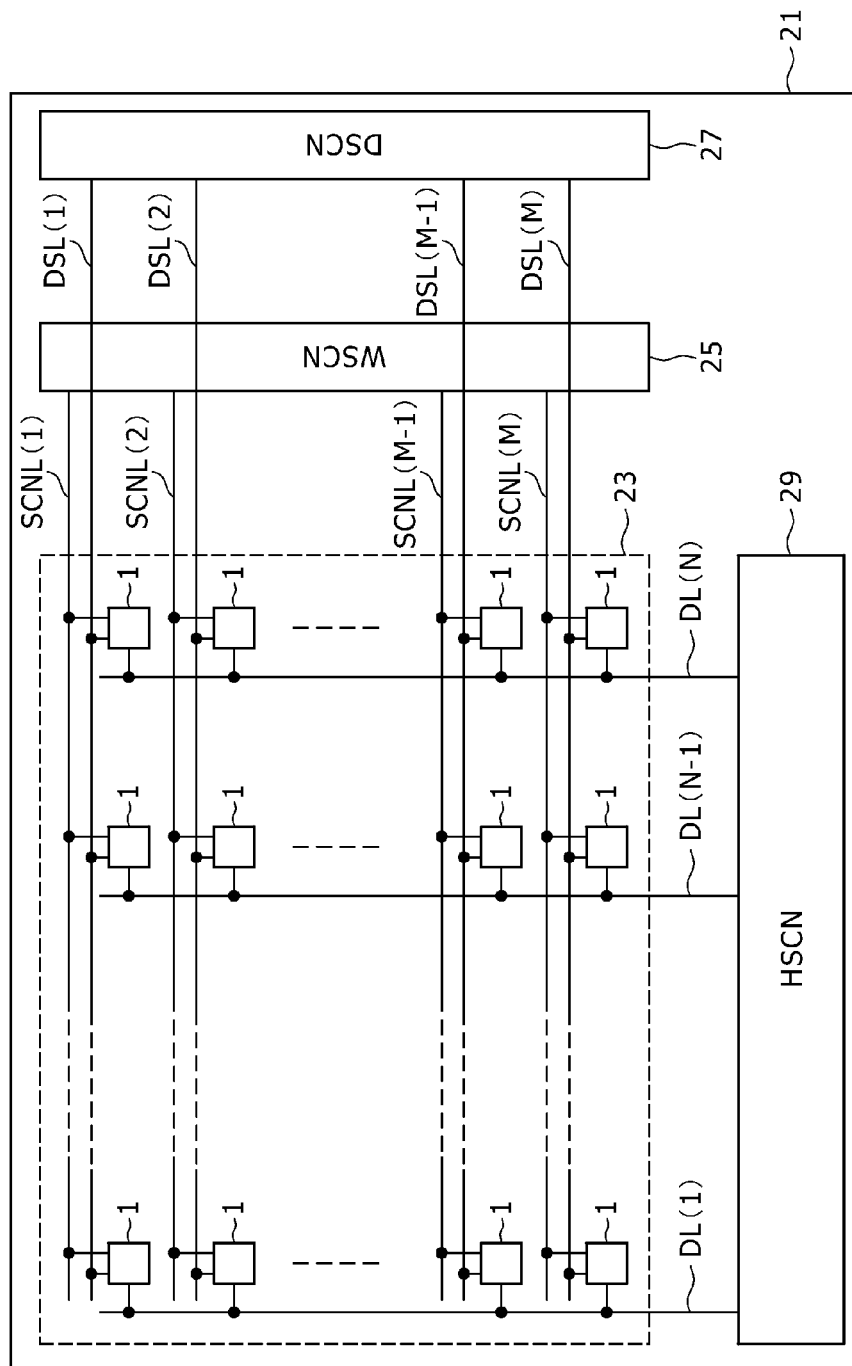 21
DSCN
27
DSL(1)
DSL(2)
DSL(M-1)
DSL(M)
WSCN
25
SCNL(1)
SCNL(2)
SCNL(M-1)
SCNL(M)
23
29
1
1
1
1
DL(N)
1
1
1
1
DL(N-1)
HSCN
1
1
1
1
DL(1)